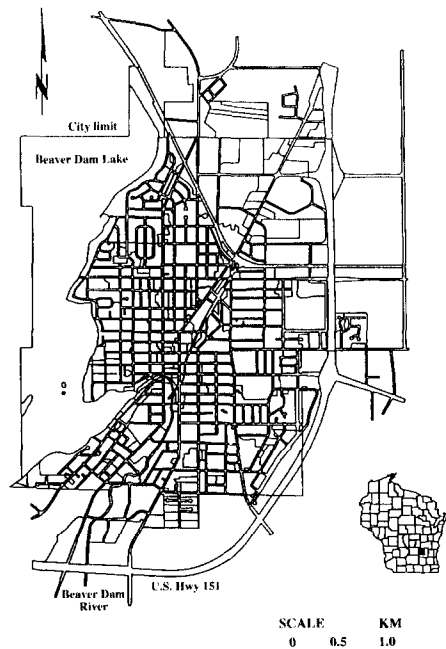 N
City limit
Beaver Dam Lake
U.S. Hwy 151
Beaver Dam
River
SCALE KM
0 0.5 1.0